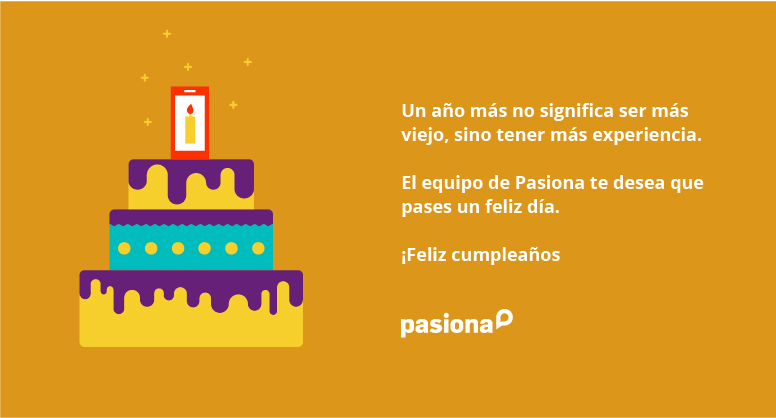 Un año más no significa ser más
viejo, sino tener más experiencia.
El equipo de Pasiona te desea que
pases un feliz día.
¡Feliz cumpleaños
pasiona